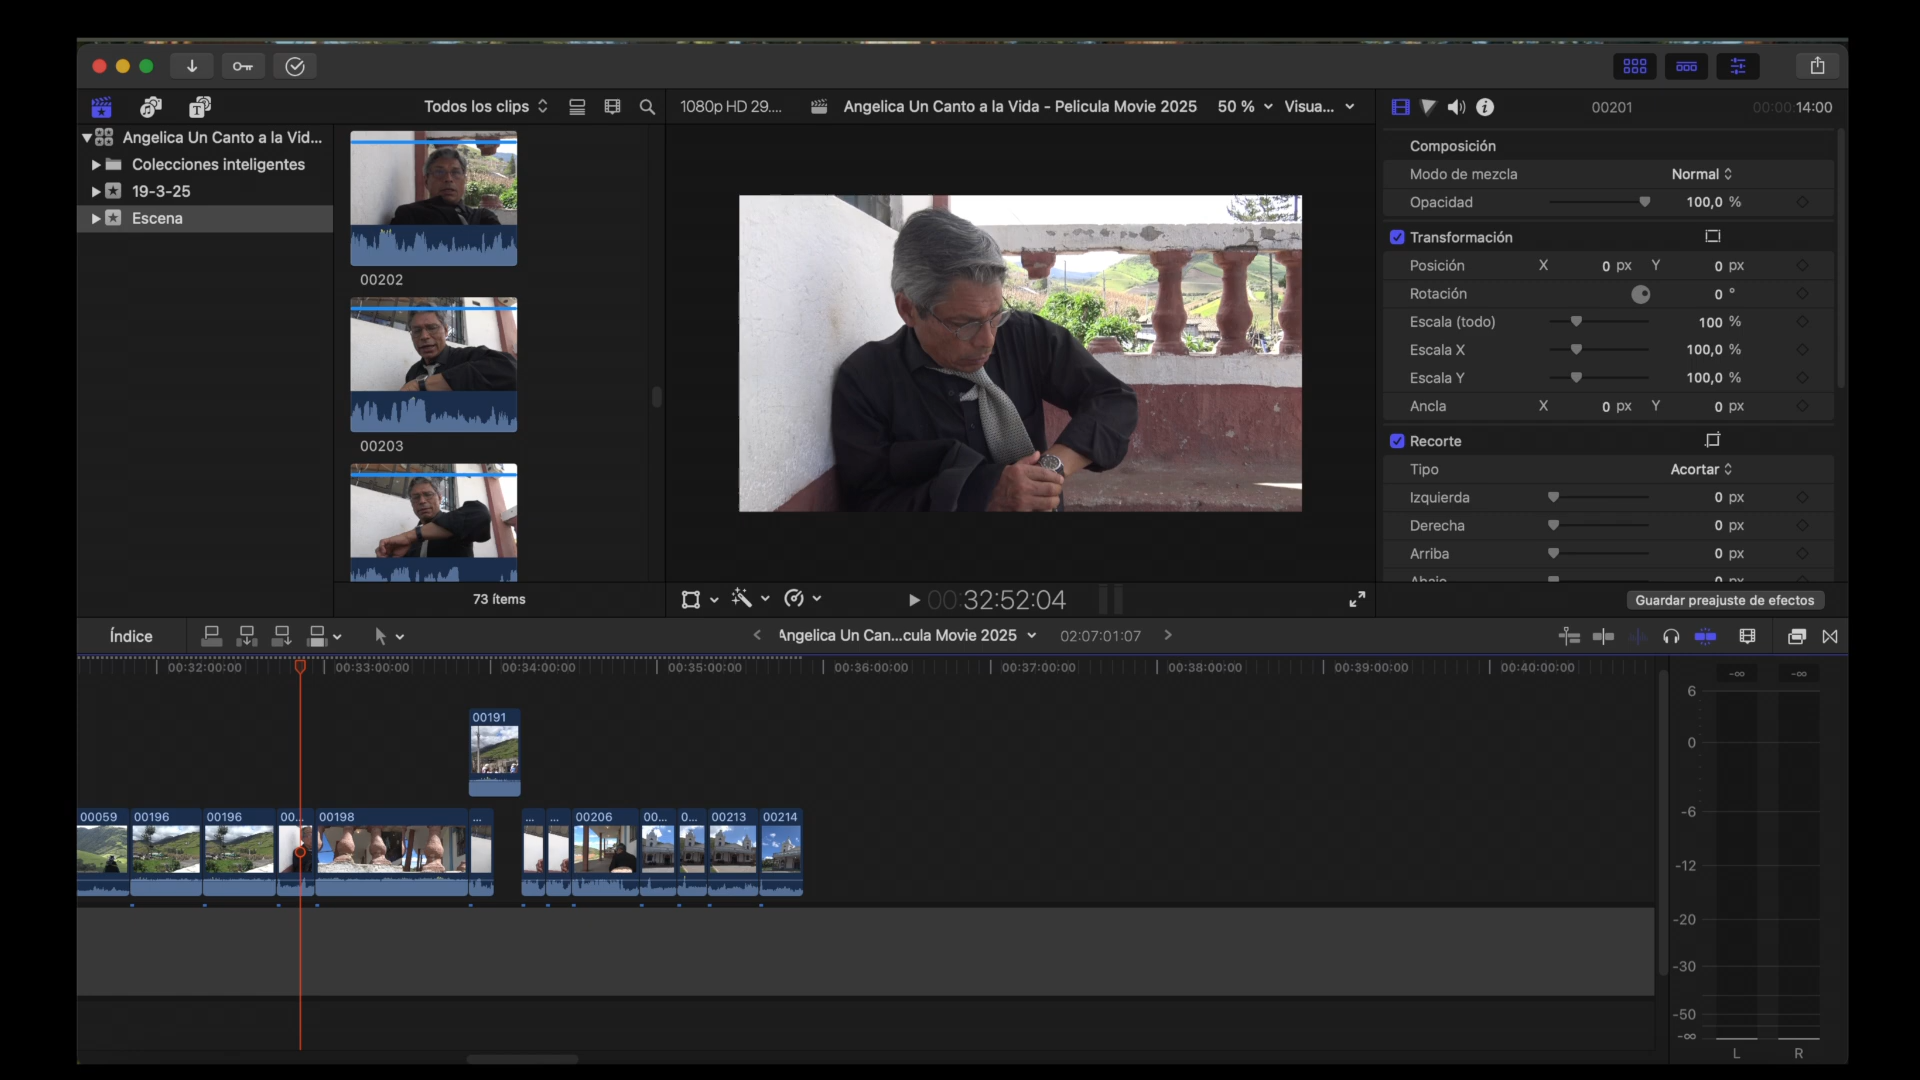 Todos los clips
1080p HD 29....
Angelica Un Canto a la Vida - Pelicula Movie 2025
50 %
Visua...
00201
00:00:14:00
Angelica Un Canto a la Vid...
Colecciones inteligentes
19-3-25
Escena
00202
00203
73 ítems
00:32:52:04
Composición
Modo de mezcla Normal
Opacidad 100,0 %
Transformación
Posición X 0 px Y 0 px
Rotación 0 °
Escala (todo) 100 %
Escala X 100,0 %
Escala Y 100,0 %
Ancla X 0 px Y 0 px
Recorte
Tipo Acortar
Izquierda 0 px
Derecha 0 px
Arriba 0 px
Abajo 0 px
Guardar preajuste de efectos
Índice
Angelica Un Can...cula Movie 2025
02:07:01:07
00:32:00:00 00:33:00:00 00:34:00:00 00:35:00:00 00:36:00:00 00:37:00:00 00:38:00:00 00:39:00:00 00:40:00:00
00191
00059 00196 00196 00... 00198 ... ... ... 00206 00... 0... 00213 00214
-∞ -∞
6
0
-6
-12
-20
-30
-50
-∞
L R